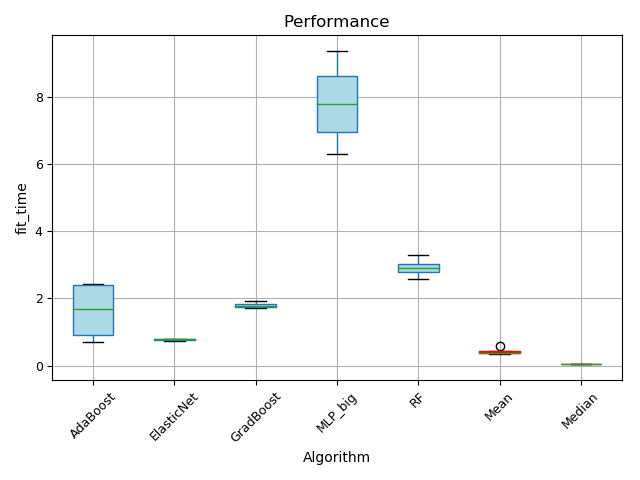 Performance
fit_time
8
6
4
2
0
AdaBoost
ElasticNet
GradBoost
MLP_big
RF
Mean
Median
Algorithm